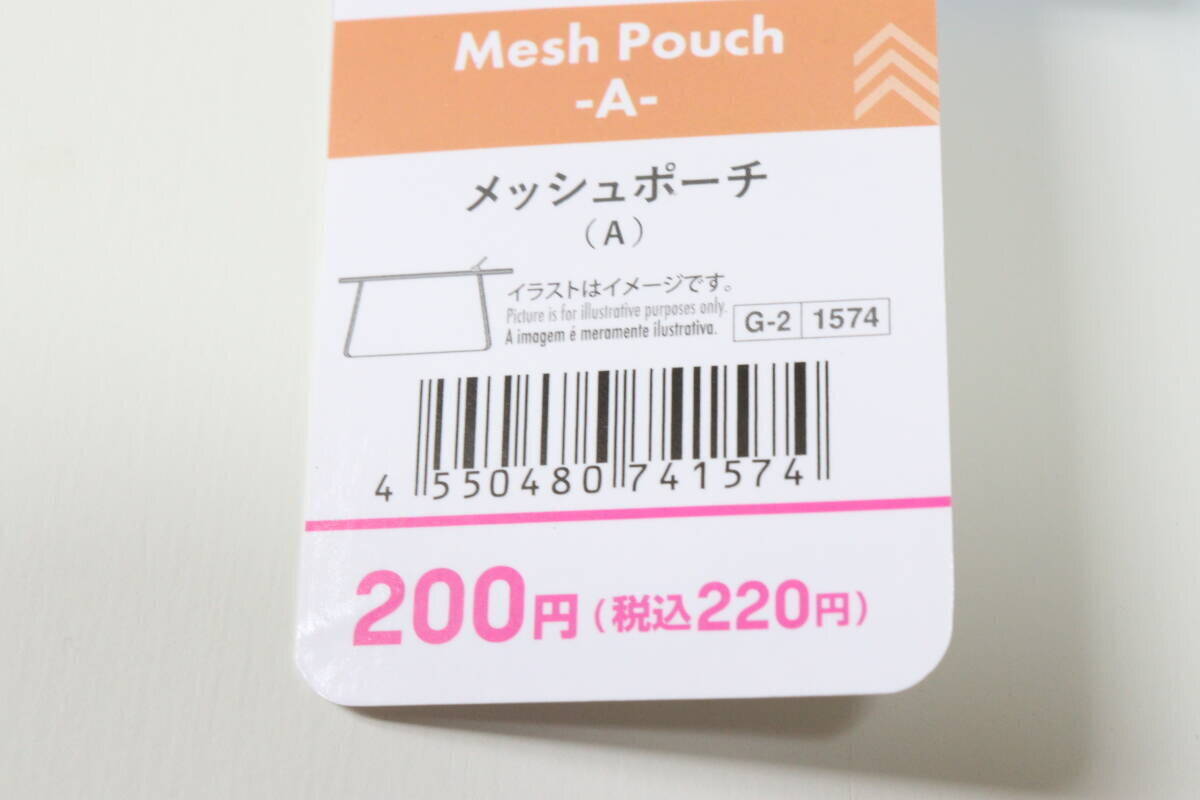 Mesh Pouch
-A-
メッシュポーチ
（A）
イラストはイメージです。
Picture is for illustrative purposes only.
A imagem é meramente ilustrativa.
G-2 1574
4 550480 741574
200円（税込220円）